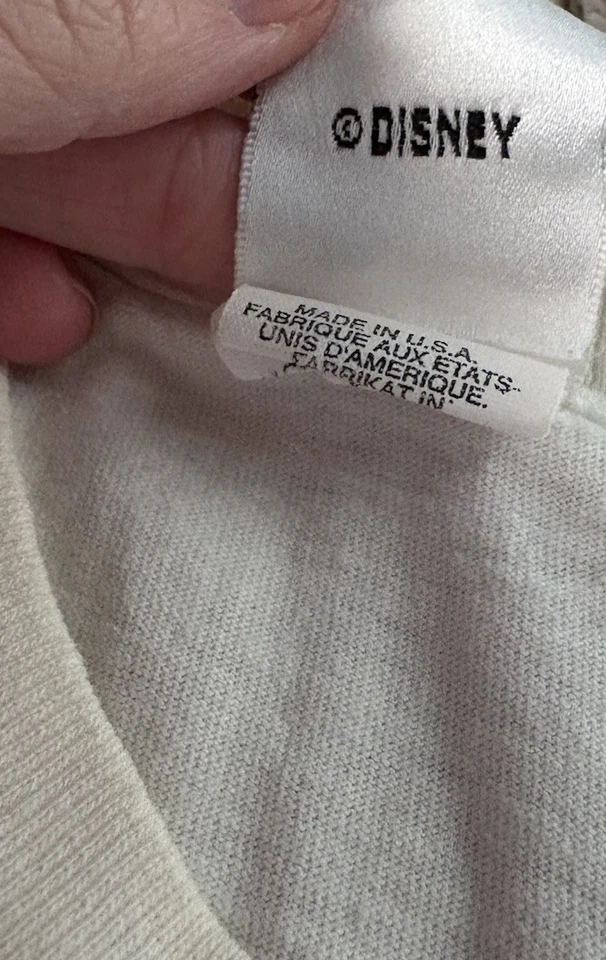 © DISNEY
MADE IN U.S.A.
FABRIQUE AUX ETATS-
UNIS D'AMERIQUE.
FABRIKAT IN